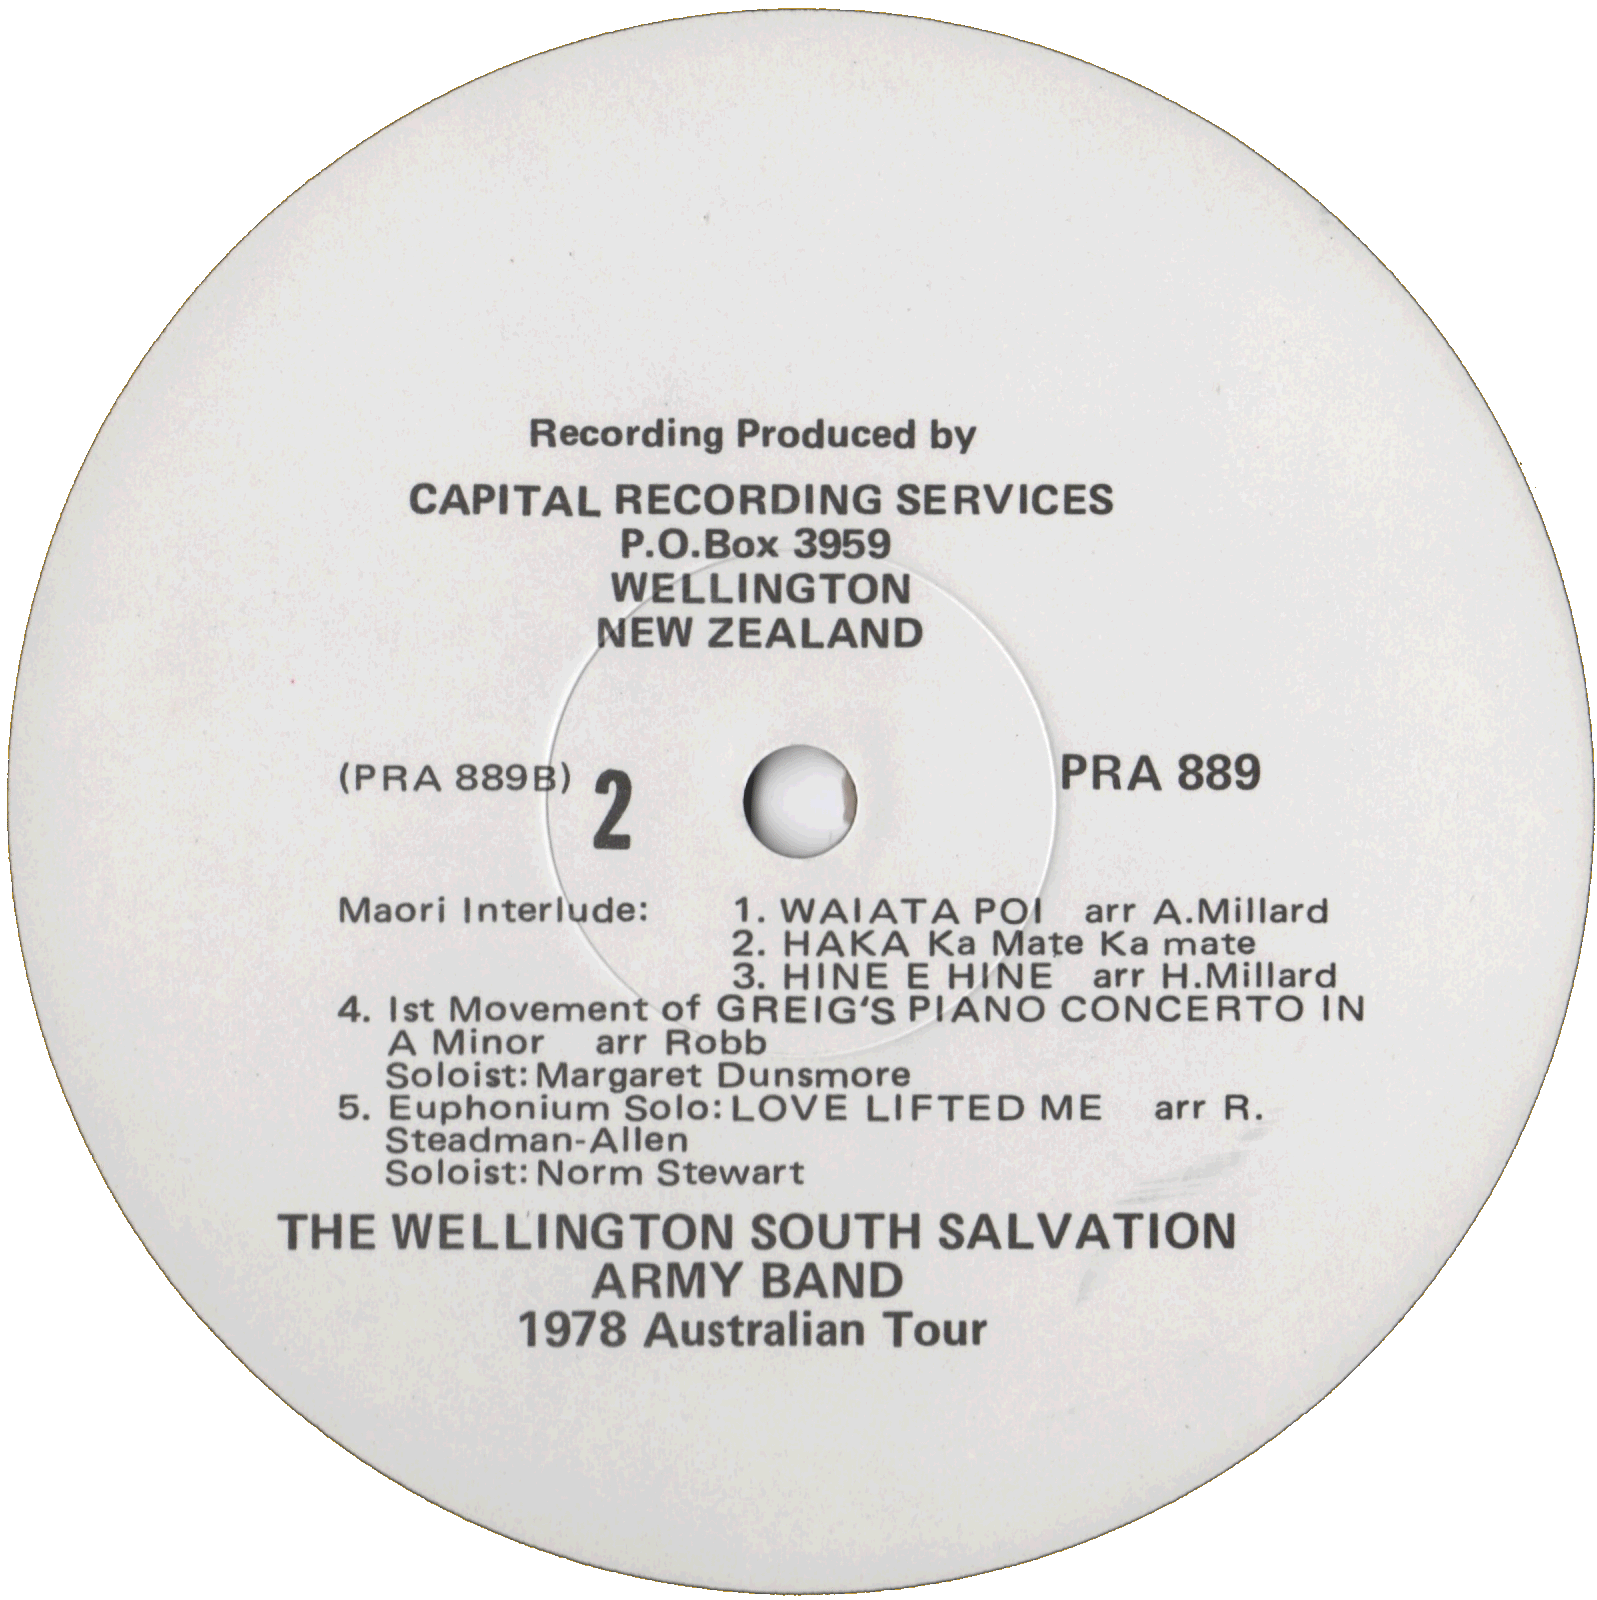 Recording Produced by
CAPITAL RECORDING SERVICES
P.O.Box 3959
WELLINGTON
NEW ZEALAND
(PRA 889B) 2 PRA 889
Maori Interlude: 1. WAIATA POI arr A.Millard
2. HAKA Ka Mate Ka mate
3. HINE E HINE arr H.Millard
4. Ist Movement of GREIG'S PIANO CONCERTO IN
A Minor arr Robb
Soloist: Margaret Dunsmore
5. Euphonium Solo: LOVE LIFTED ME arr R.
Steadman-Allen
Soloist: Norm Stewart
THE WELLINGTON SOUTH SALVATION
ARMY BAND
1978 Australian Tour